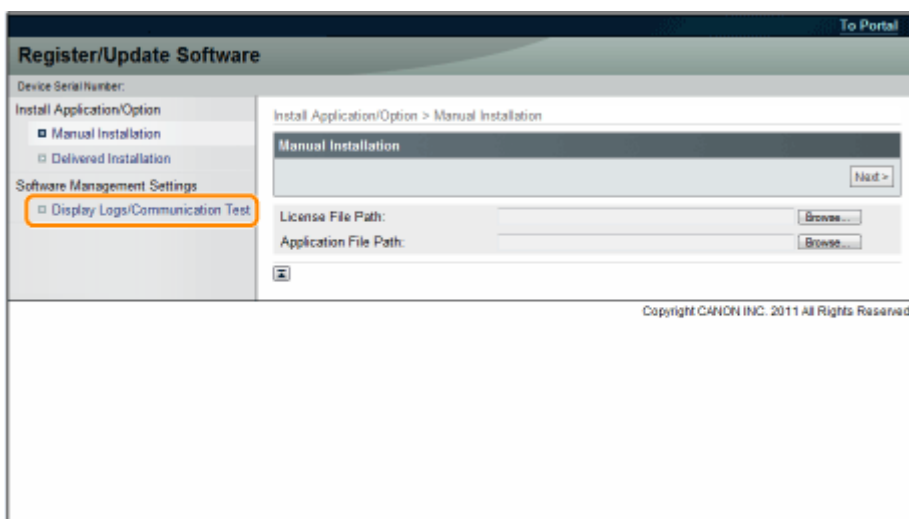 To Portal
Register/Update Software
Device Serial Number:
Install Application/Option
Manual Installation
Delivered Installation
Software Management Settings
Display Logs/Communication Test
Install Application/Option > Manual Installation
Manual Installation
Next >
License File Path:
Browse...
Application File Path:
Browse...
Copyright CANON INC. 2011 All Rights Reserved